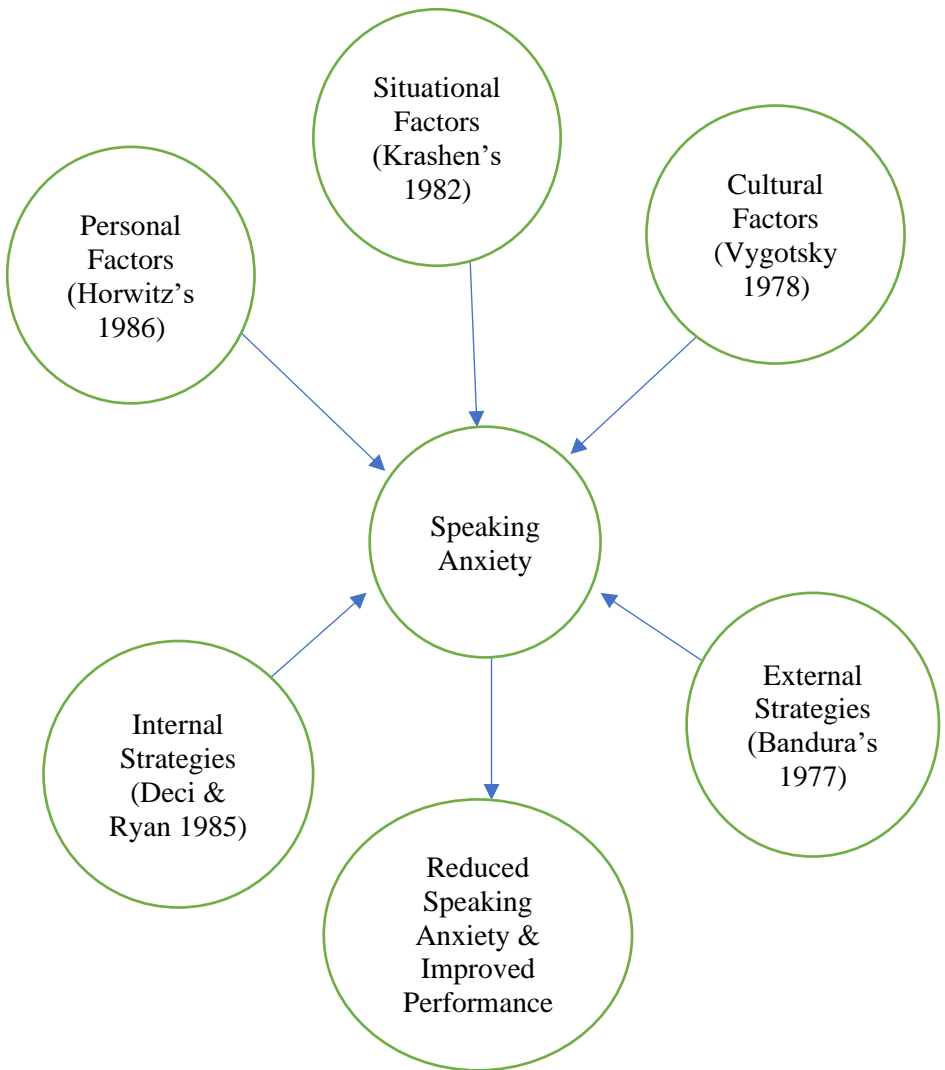 Situational
Factors
(Krashen’s
1982)
Cultural
Factors
(Vygotsky
1978)
Personal
Factors
(Horwitz’s
1986)
Speaking
Anxiety
External
Strategies
(Bandura’s
1977)
Internal
Strategies
(Deci &
Ryan 1985)
Reduced
Speaking
Anxiety &
Improved
Performance